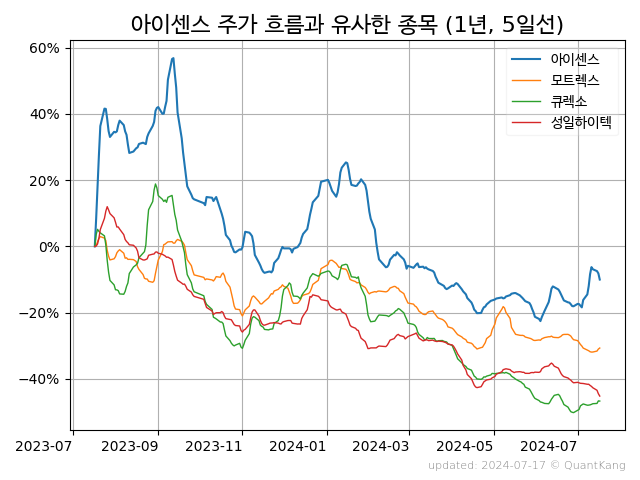 아이센스 주가 흐름과 유사한 종목 (1년, 5일선)
60%
40%
20%
0%
−20%
−40%
아이센스
모트렉스
큐렉소
성일하이텍
2023-07 2023-09 2023-11 2024-01 2024-03 2024-05 2024-07
updated: 2024-07-17 © QuantKang